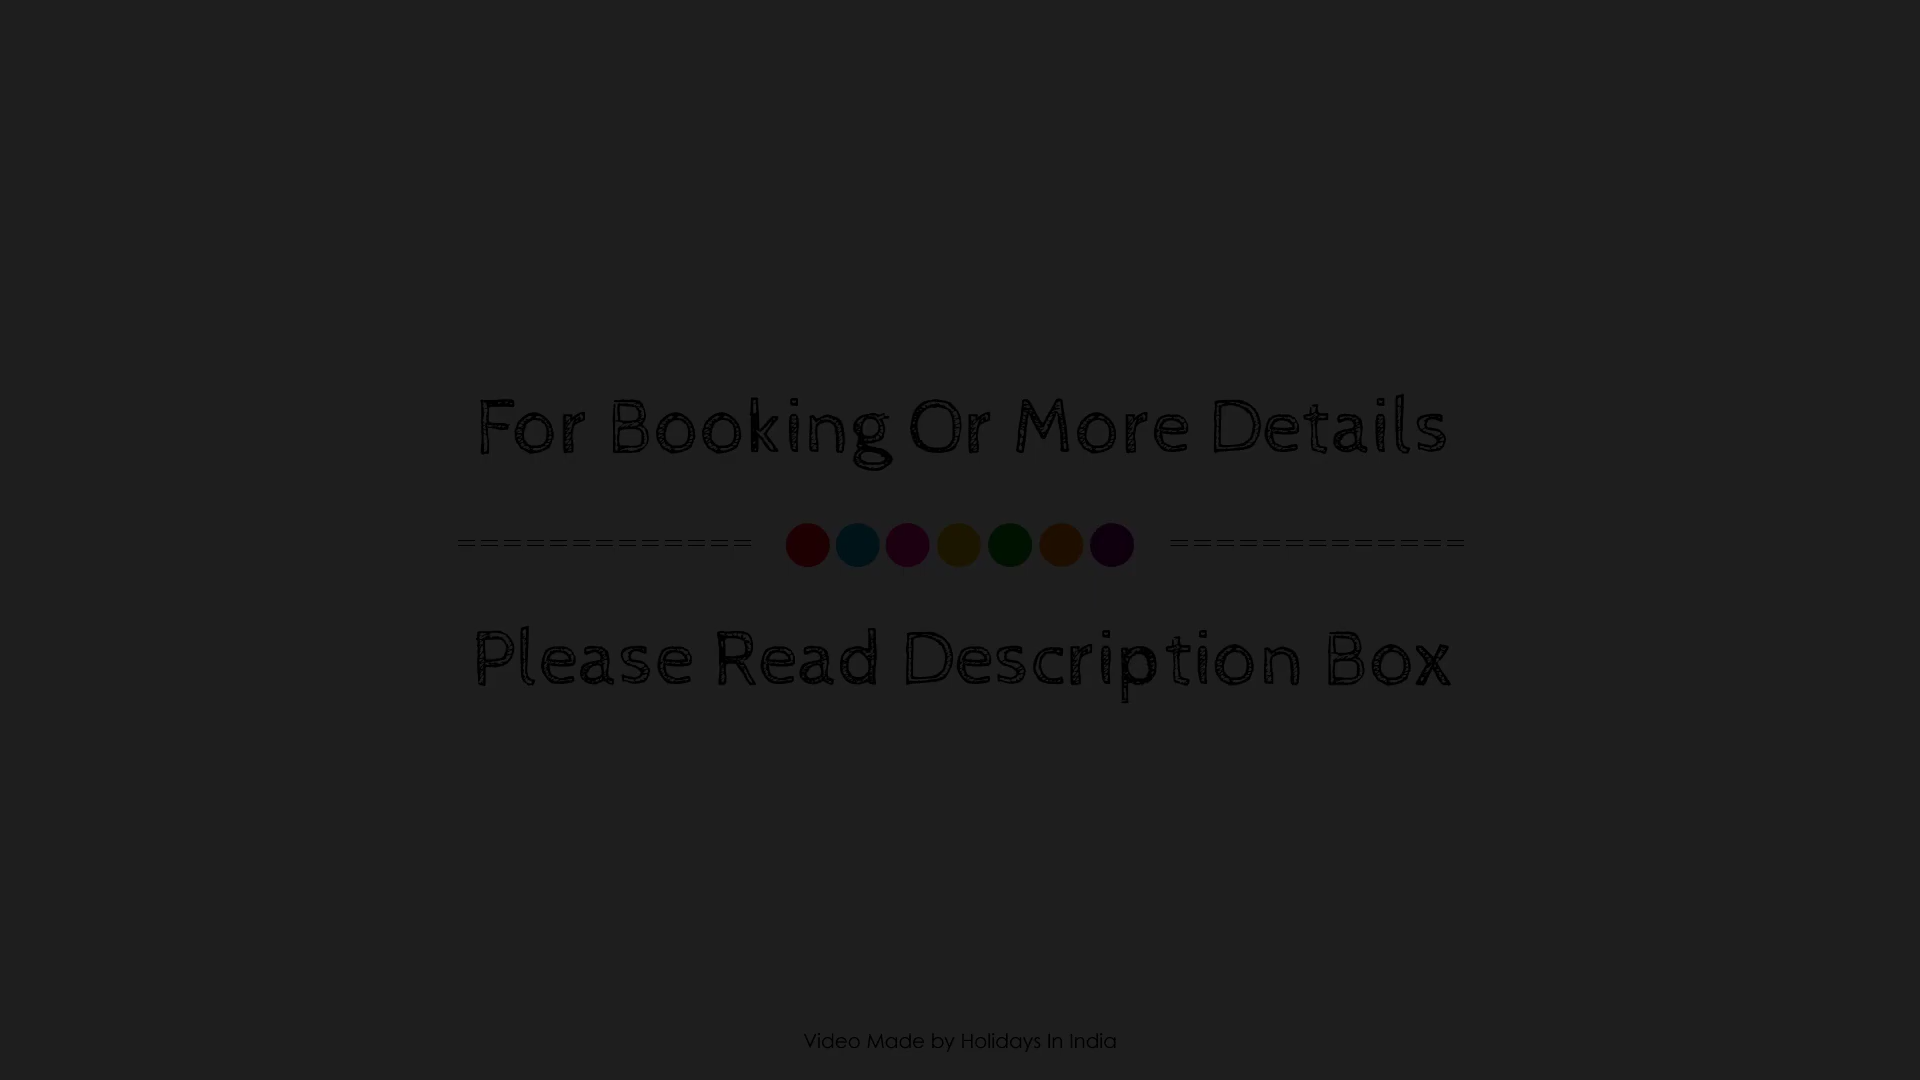 For Booking Or More Details
============= =============
Please Read Description Box
Video Made by Holidays In India